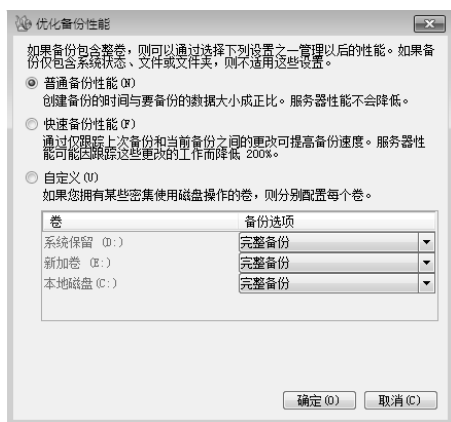 优化备份性能
如果备份包含整卷，则可以通过选择下列设置之一管理以后的性能。如果备
份仅包含系统状态、文件或文件夹，则不适用这些设置。
普通备份性能(N)
创建备份的时间与要备份的数据大小成正比。服务器性能不会降低。
快速备份性能(F)
通过仅跟踪上次备份和当前备份之间的更改可提高备份速度。服务器性
能可能因跟踪这些更改的工作而降低 200%。
自定义(U)
如果您拥有某些密集使用磁盘操作的卷，则分别配置每个卷。
卷 备份选项
系统保留 (D:) 完整备份
新加卷 (E:) 完整备份
本地磁盘(C:) 完整备份
确定(O) 取消(C)